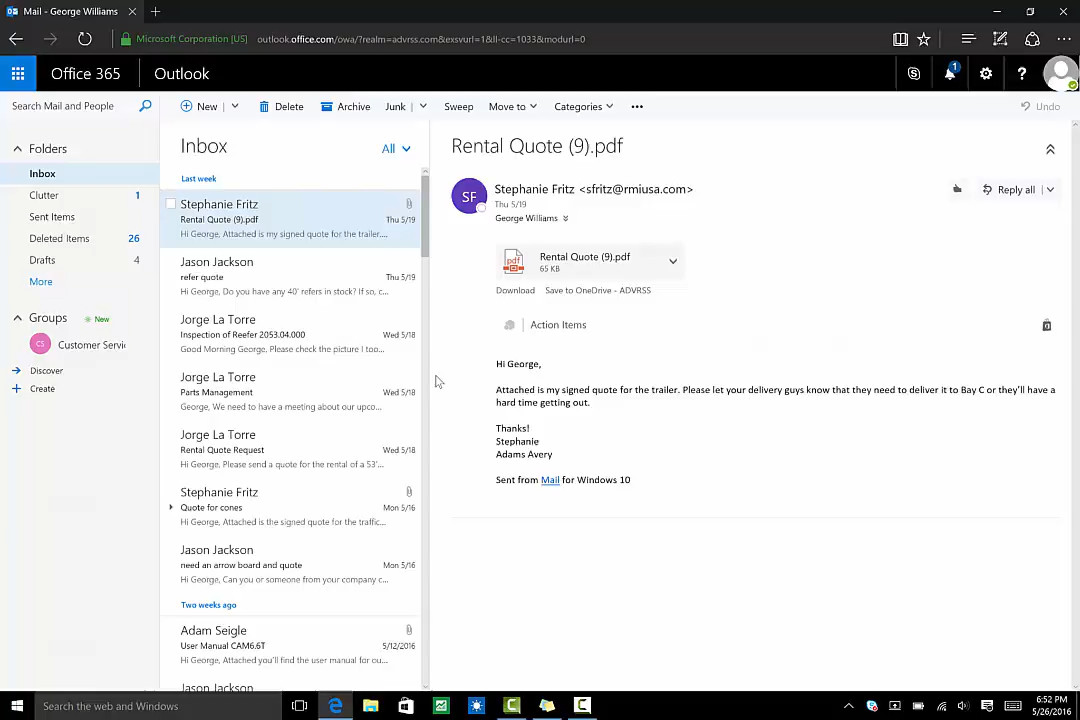 Mail - George Williams
Microsoft Corporation [US] outlook.office.com/owa/?realm=advrss.com&exsvurl=1&ll-cc=1033&modurl=0
Office 365 Outlook
1
Search Mail and People
New Delete Archive Junk Sweep Move to Categories Undo
Folders
Inbox
Clutter 1
Sent Items
Deleted Items 26
Drafts 4
More
Groups New
CS Customer Servic
Discover
Create
Inbox All
Last week
Stephanie Fritz
Rental Quote (9).pdf Thu 5/19
Hi George, Attached is my signed quote for the trailer....
Jason Jackson
refer quote Thu 5/19
Hi George, Do you have any 40' refers in stock? If so, c...
Jorge La Torre
Inspection of Reefer 2053.04.000 Wed 5/18
Good Morning George, Please check the picture I too...
Jorge La Torre
Parts Management Wed 5/18
George, We need to have a meeting about our upco...
Jorge La Torre
Rental Quote Request Wed 5/18
Hi George, Please send a quote for the rental of a 53'...
Stephanie Fritz
Quote for cones Mon 5/16
Hi George, Attached is the signed quote for the traffic...
Jason Jackson
need an arrow board and quote Mon 5/16
Hi George, Can you or someone from your company c...
Two weeks ago
Adam Seigle
User Manual CAM6.6T 5/12/2016
Hi George, Attached you'll find the user manual for ou...
Jason Jackson
Rental Quote (9).pdf
SF
Stephanie Fritz <sfritz@rmiusa.com>
Thu 5/19
George Williams
Reply all
pdf
Rental Quote (9).pdf
65 KB
Download Save to OneDrive - ADVRSS
Action Items
Hi George,
Attached is my signed quote for the trailer. Please let your delivery guys know that they need to deliver it to Bay C or they'll have a
hard time getting out.
Thanks!
Stephanie
Adams Avery
Sent from Mail for Windows 10
Search the web and Windows
6:52 PM
5/26/2016